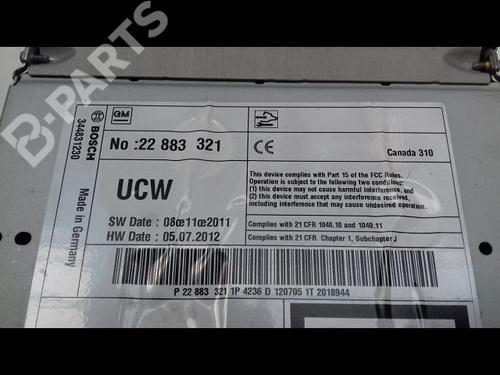 B-PARTS
BOSCH
344831230
Made in Germany
GM
No :22 883 321
CE
Canada 310
UCW
This device complies with Part 15 of the FCC Rules.
Operation is subject to the following two conditions:
(1) this device may not cause harmful interference, and
(2) this device must accept any interference received,
including interference that may cause undesired operation.
SW Date : 08œ11œ2011
HW Date : 05.07.2012
Complies with 21 CFR 1040.10 and 1040.11
Complies with 21 CFR Chapter 1, Subchapter J
P 22 883 321 1P 4236 D 120705 1T 2018944